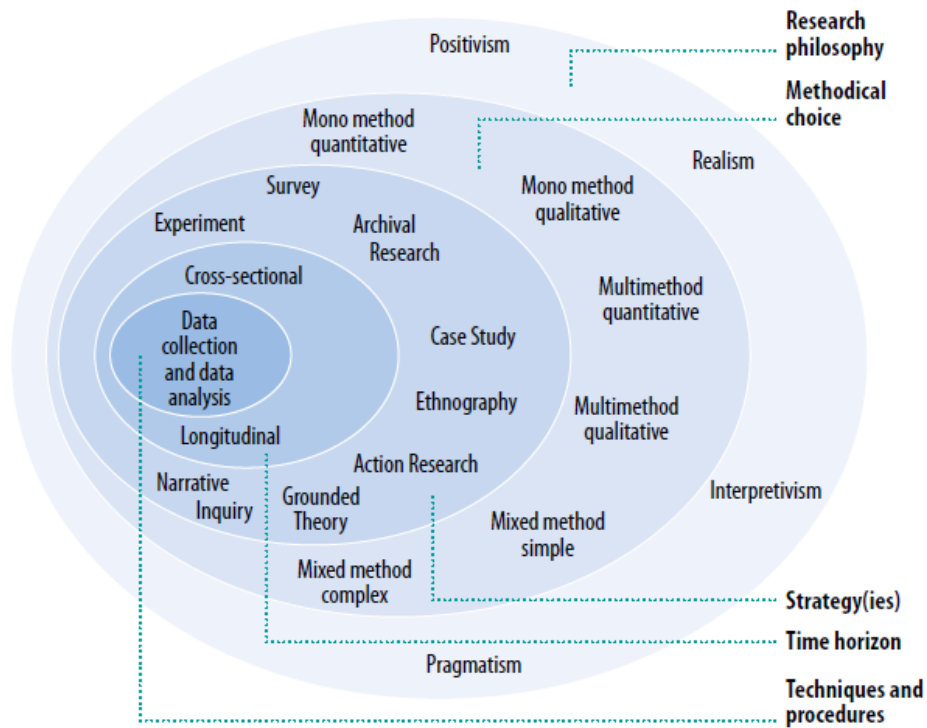 Positivism
Research
philosophy
Methodical
choice
Mono method
quantitative
Realism
Survey
Mono method
qualitative
Experiment
Archival
Research
Cross-sectional
Multimethod
quantitative
Data
collection
and data
analysis
Case Study
Ethnography
Multimethod
qualitative
Longitudinal
Action Research
Narrative
Inquiry
Grounded
Theory
Interpretivism
Mixed method
simple
Mixed method
complex
Strategy(ies)
Time horizon
Pragmatism
Techniques and
procedures